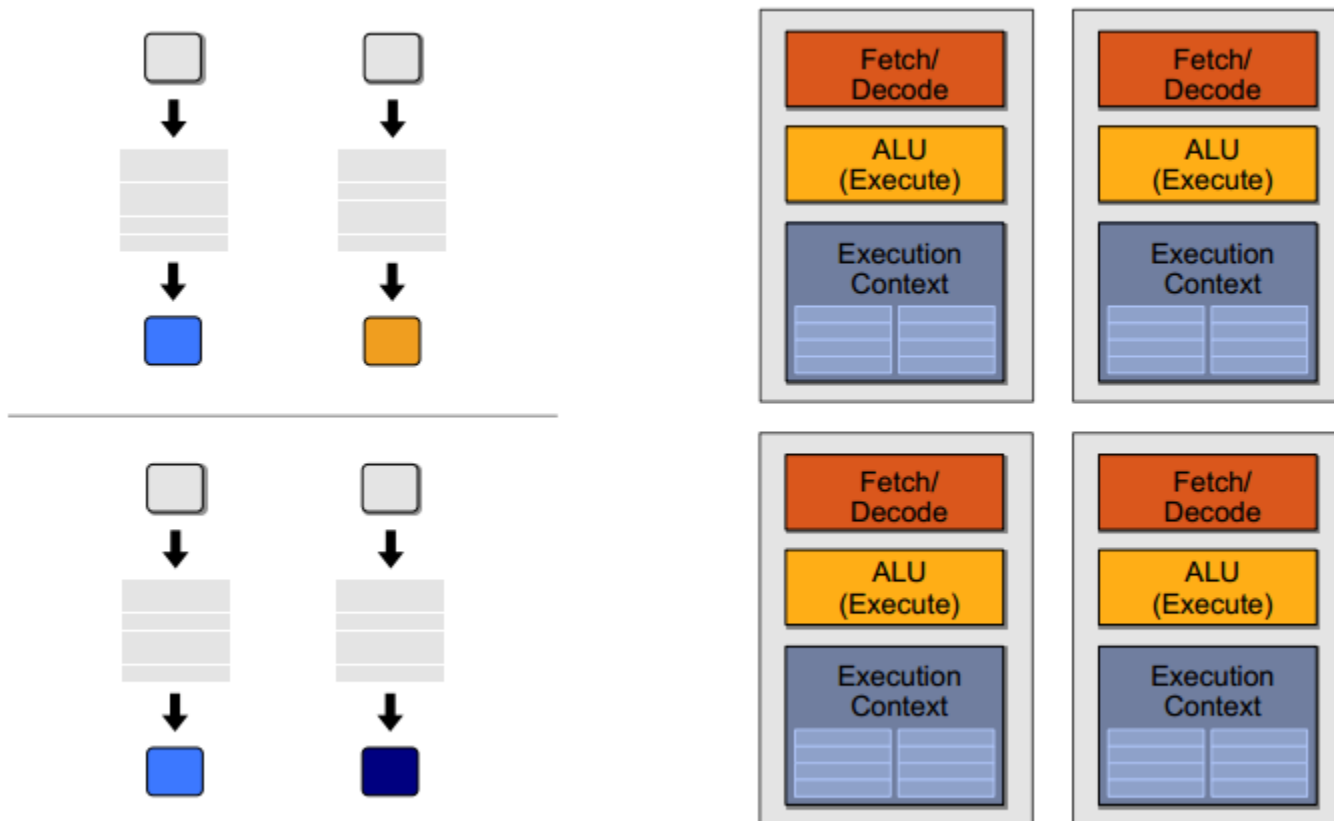 Fetch/
Decode
ALU
(Execute)
Execution
Context
Fetch/
Decode
ALU
(Execute)
Execution
Context
Fetch/
Decode
ALU
(Execute)
Execution
Context
Fetch/
Decode
ALU
(Execute)
Execution
Context